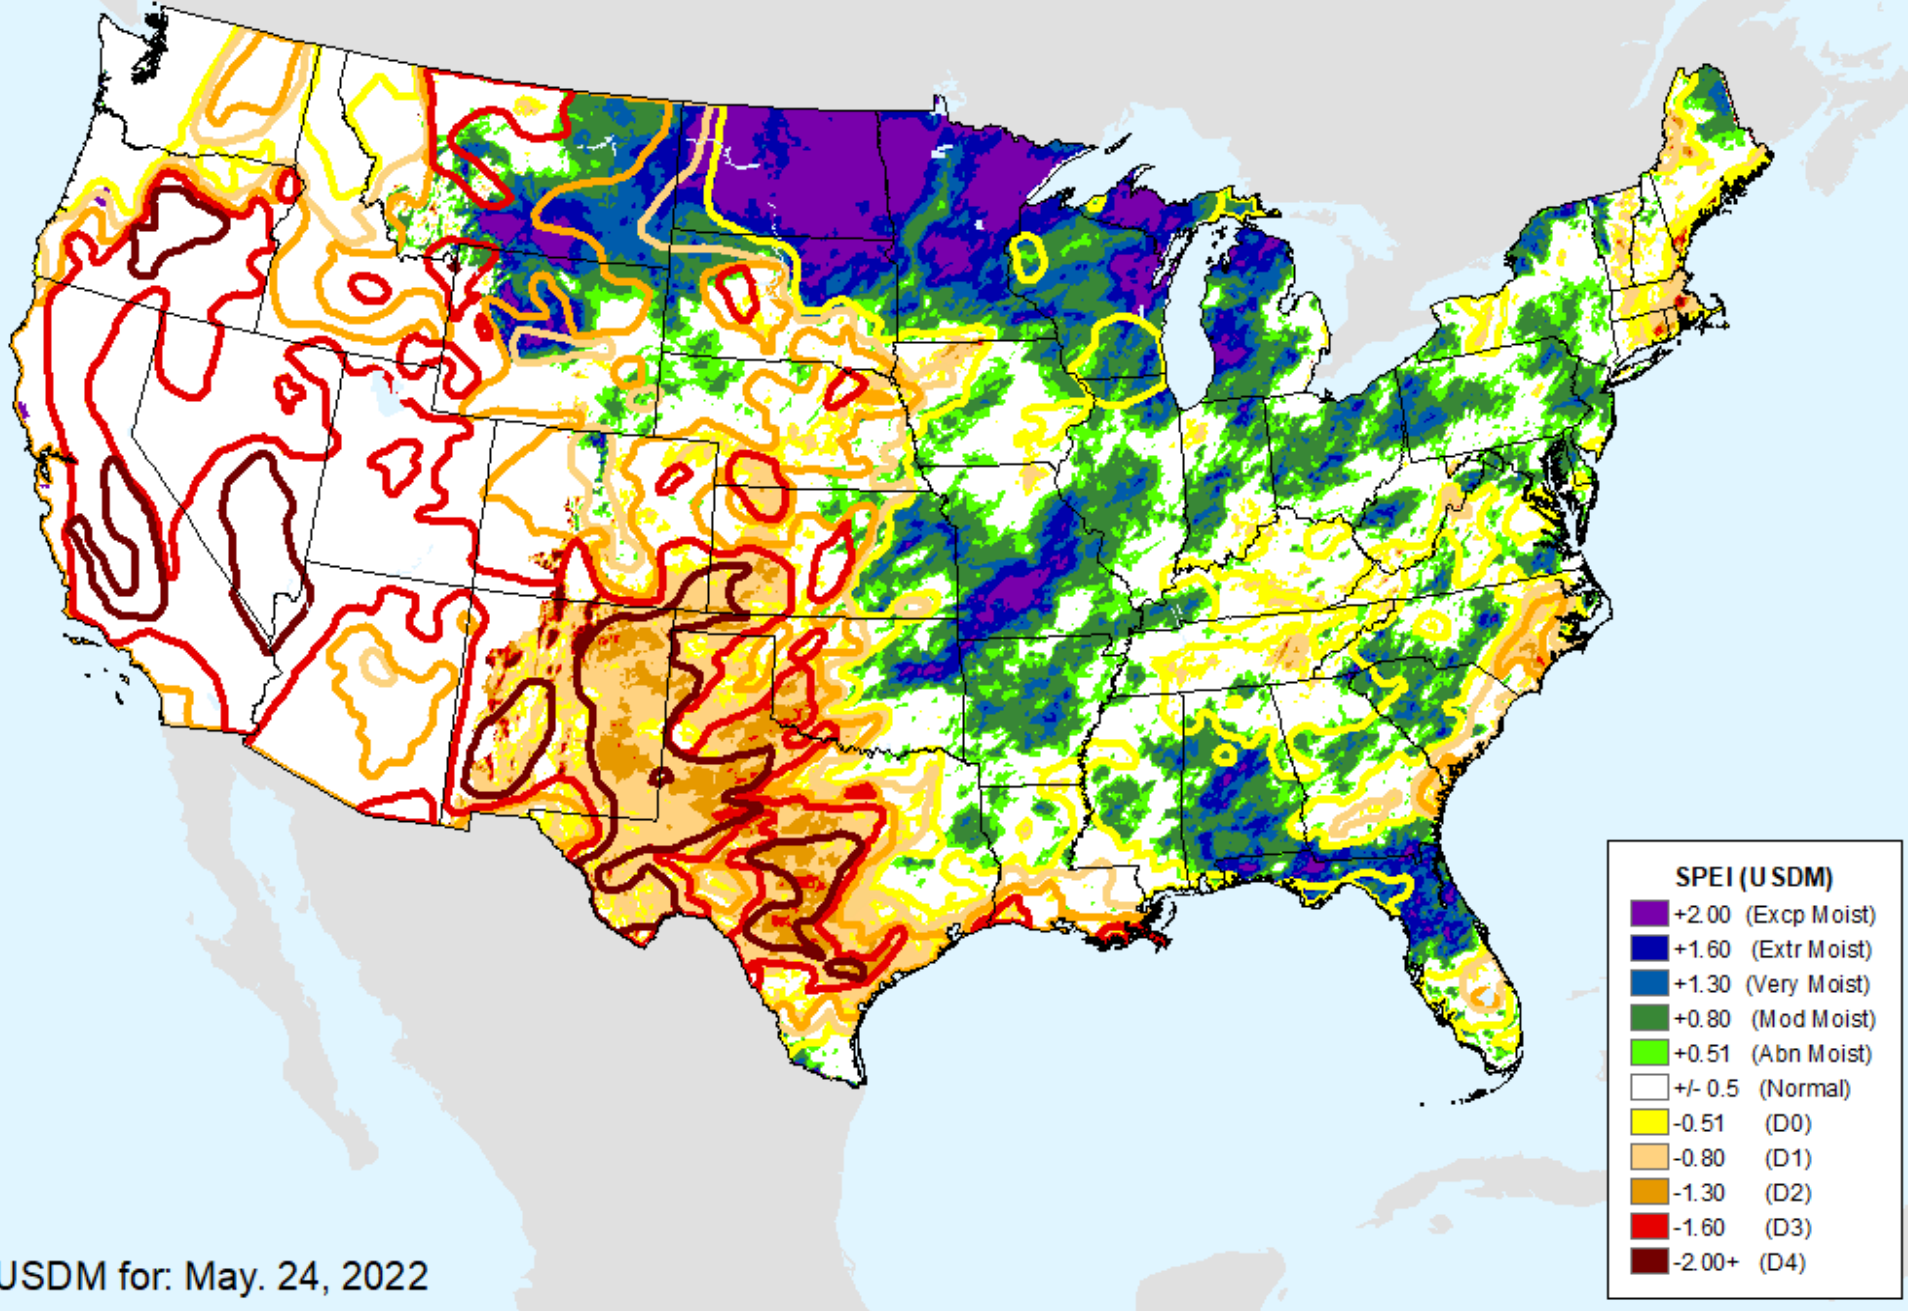 SPEI (USDM)
+2.00 (Excp Moist)
+1.60 (Extr Moist)
+1.30 (Very Moist)
+0.80 (Mod Moist)
+0.51 (Abn Moist)
+/- 0.5 (Normal)
-0.51 (D0)
-0.80 (D1)
-1.30 (D2)
-1.60 (D3)
-2.00+ (D4)
USDM for: May. 24, 2022